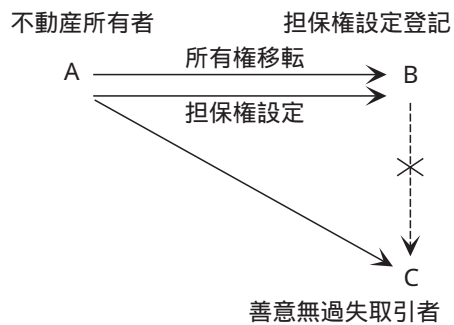 不動産所有者
担保権設定登記
所有権移転
A
B
担保権設定
C
善意無過失取引者